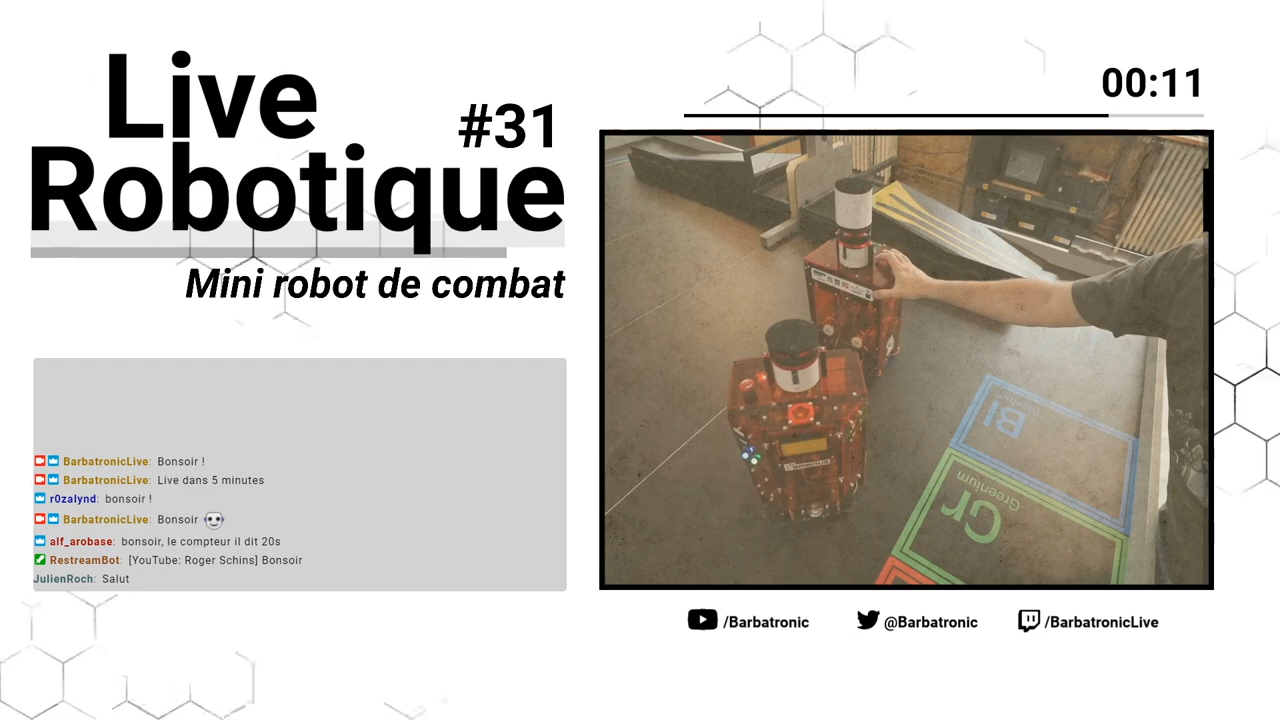 Live
Robotique
#31
Mini robot de combat
BarbatronicLive: Bonsoir !
BarbatronicLive: Live dans 5 minutes
r0zalynd: bonsoir !
BarbatronicLive: Bonsoir
alf_arobase: bonsoir, le compteur il dit 20s
RestreamBot: [YouTube: Roger Schins] Bonsoir
JulienRoch: Salut
00:11
Bl
Cr
Greenium
/Barbatronic
@Barbatronic
/BarbatronicLive